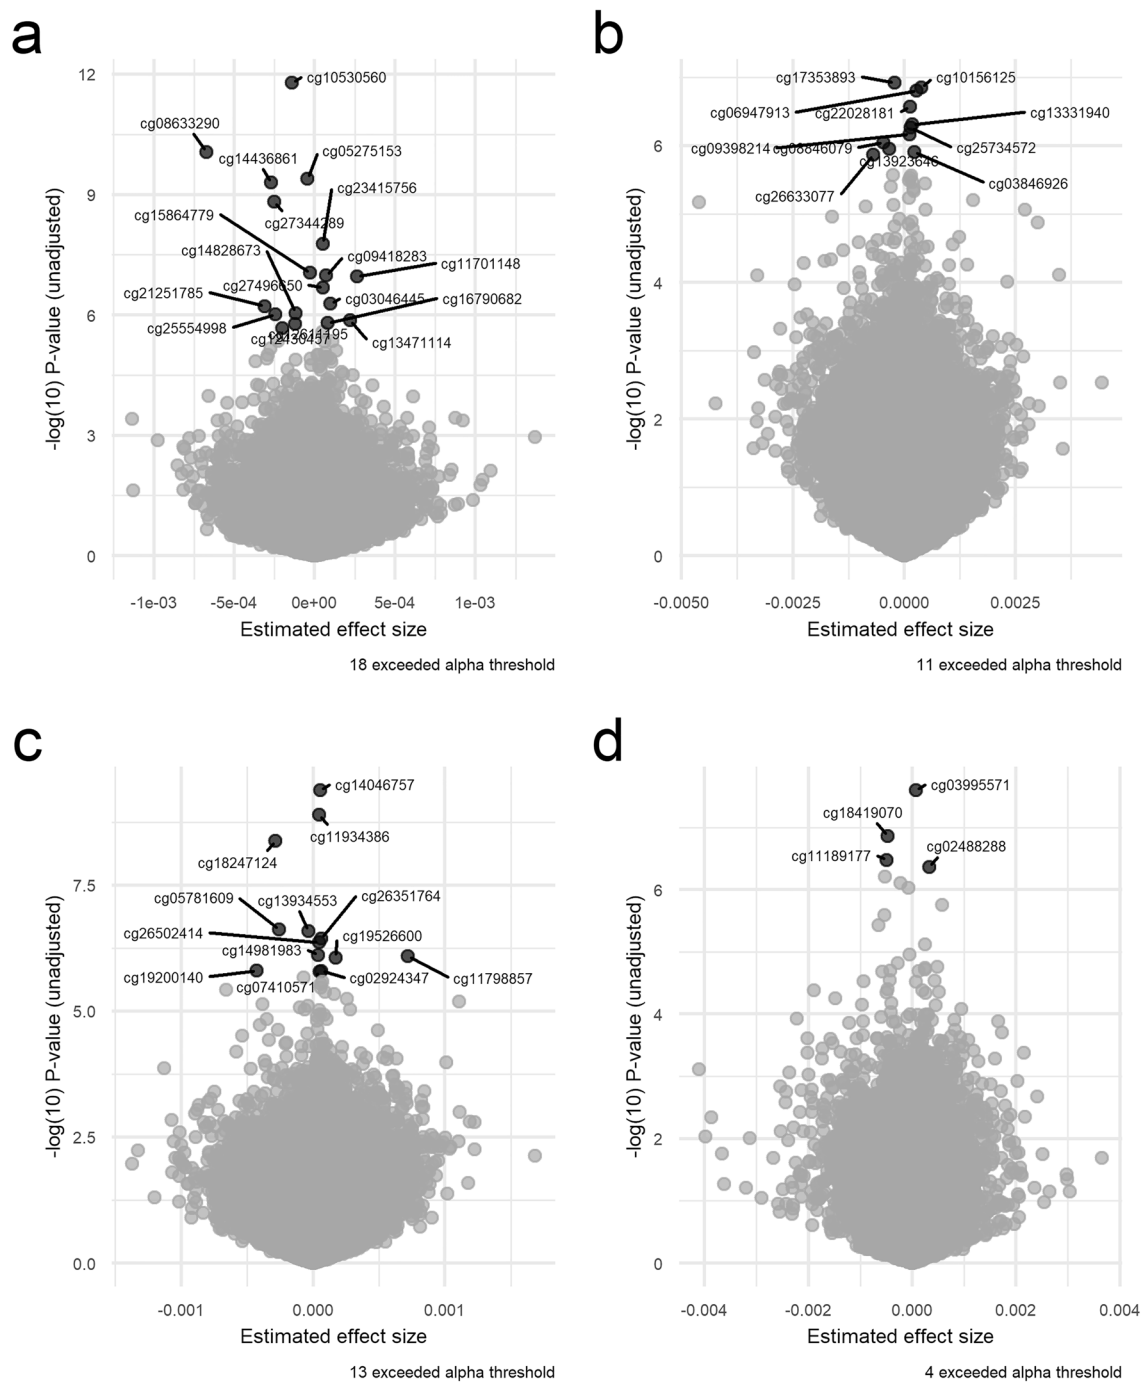 a
12
9
6
3
0
-log(10) P-value (unadjusted)
cg10530560
cg08633290
cg14436861
cg05275153
cg23415756
cg15864779
cg27344289
cg14828673
cg09418283
cg11701148
cg27496650
cg21251785
cg03046445
cg16790682
cg25554998
cg12614195
cg12430457
cg13471114
-1e-03 -5e-04 0e+00 5e-04 1e-03
Estimated effect size
18 exceeded alpha threshold
b
6
4
2
0
-log(10) P-value (unadjusted)
cg17353893
cg10156125
cg06947913
cg22028181
cg13331940
cg09398214
cg08846079
cg25734572
cg13923646
cg03846926
cg26633077
-0.0050 -0.0025 0.0000 0.0025
Estimated effect size
11 exceeded alpha threshold
c
7.5
5.0
2.5
0.0
-log(10) P-value (unadjusted)
cg14046757
cg11934386
cg18247124
cg05781609
cg13934553
cg26351764
cg26502414
cg19526600
cg14981983
cg19200140
cg07410571
cg02924347
cg11798857
-0.001 0.000 0.001
Estimated effect size
13 exceeded alpha threshold
d
6
4
2
0
-log(10) P-value (unadjusted)
cg03995571
cg18419070
cg11189177
cg02488288
-0.004 -0.002 0.000 0.002 0.004
Estimated effect size
4 exceeded alpha threshold